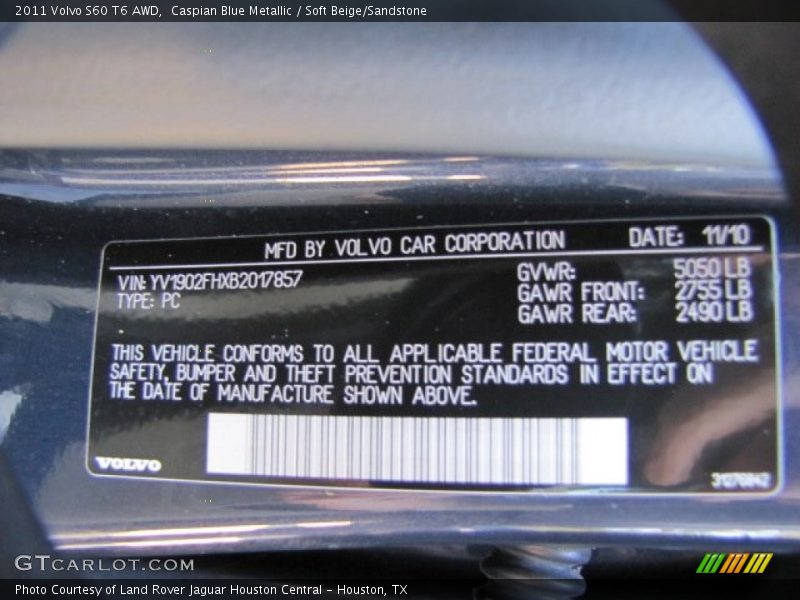 2011 Volvo S60 T6 AWD,  Caspian Blue Metallic / Soft Beige/Sandstone
MFD BY VOLVO CAR CORPORATION DATE: 11/10
VIN: YV1902FHXB2017857
TYPE: PC
GVWR: 5050 LB
GAWR FRONT: 2755 LB
GAWR REAR: 2490 LB
THIS VEHICLE CONFORMS TO ALL APPLICABLE FEDERAL MOTOR VEHICLE
SAFETY, BUMPER AND THEFT PREVENTION STANDARDS IN EFFECT ON
THE DATE OF MANUFACTURE SHOWN ABOVE.
VOLVO
GTCARLOT.COM
Photo Courtesy of Land Rover Jaguar Houston Central - Houston, TX